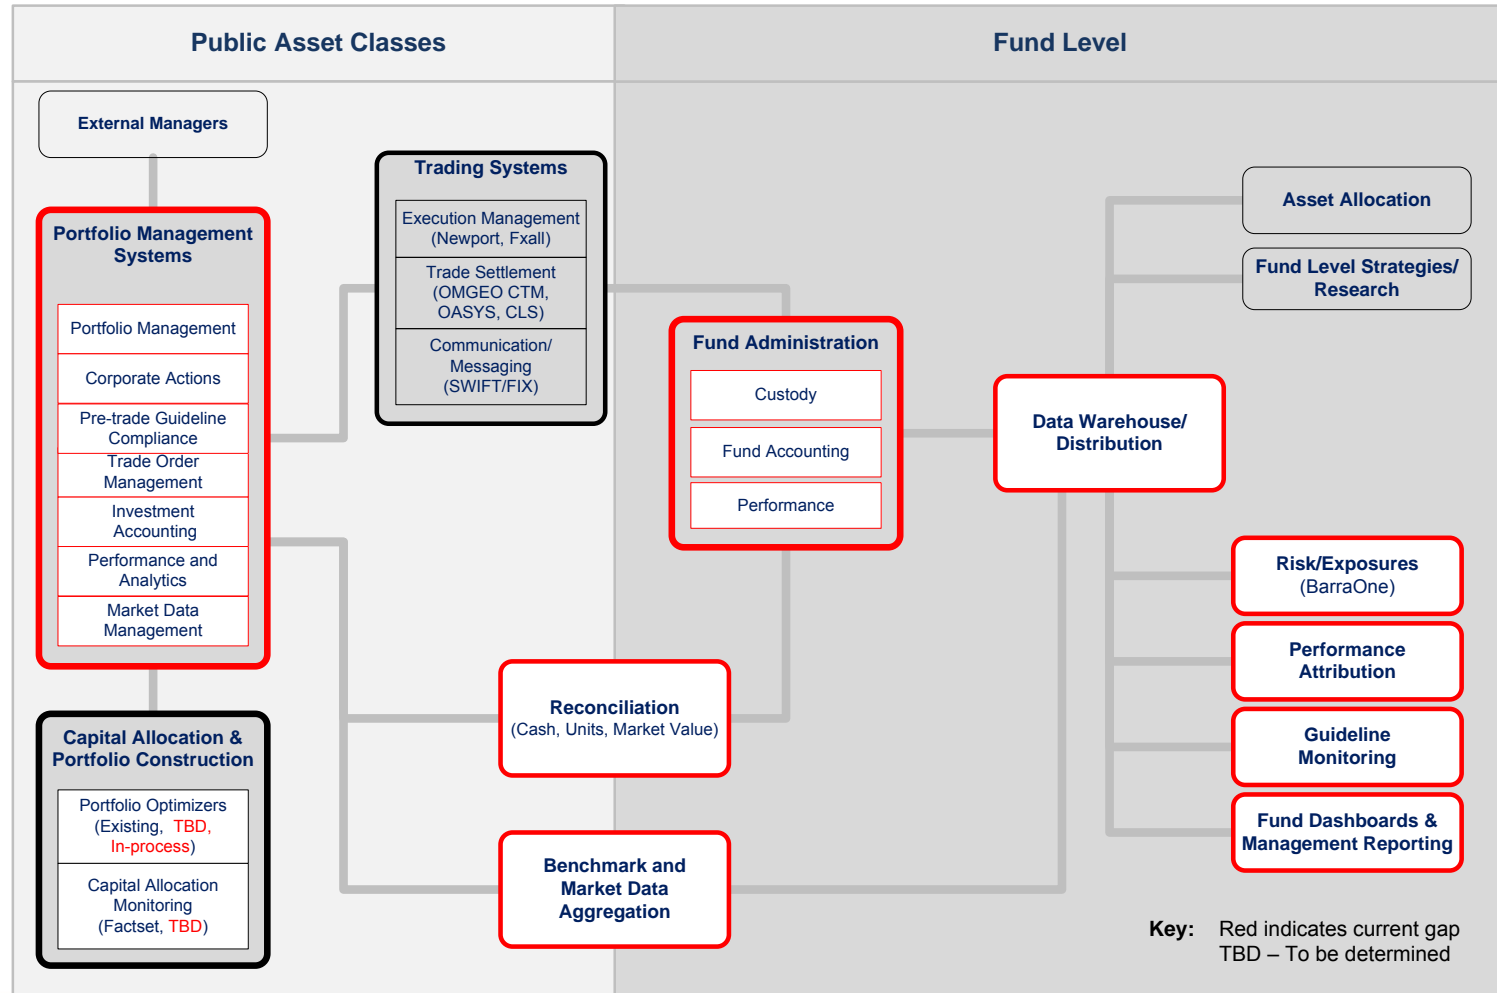 Public Asset Classes
Fund Level
External Managers
Portfolio Management
Systems
Portfolio Management
Corporate Actions
Pre-trade Guideline
Compliance
Trade Order
Management
Investment
Accounting
Performance and
Analytics
Market Data
Management
Capital Allocation &
Portfolio Construction
Portfolio Optimizers
(Existing, TBD,
In-process)
Capital Allocation
Monitoring
(Factset, TBD)
Trading Systems
Execution Management
(Newport, Fxall)
Trade Settlement
(OMGEO CTM,
OASYS, CLS)
Communication/
Messaging
(SWIFT/FIX)
Reconciliation
(Cash, Units, Market Value)
Benchmark and
Market Data
Aggregation
Fund Administration
Custody
Fund Accounting
Performance
Data Warehouse/
Distribution
Asset Allocation
Fund Level Strategies/
Research
Risk/Exposures
(BarraOne)
Performance
Attribution
Guideline
Monitoring
Fund Dashboards &
Management Reporting
Key: Red indicates current gap
TBD – To be determined